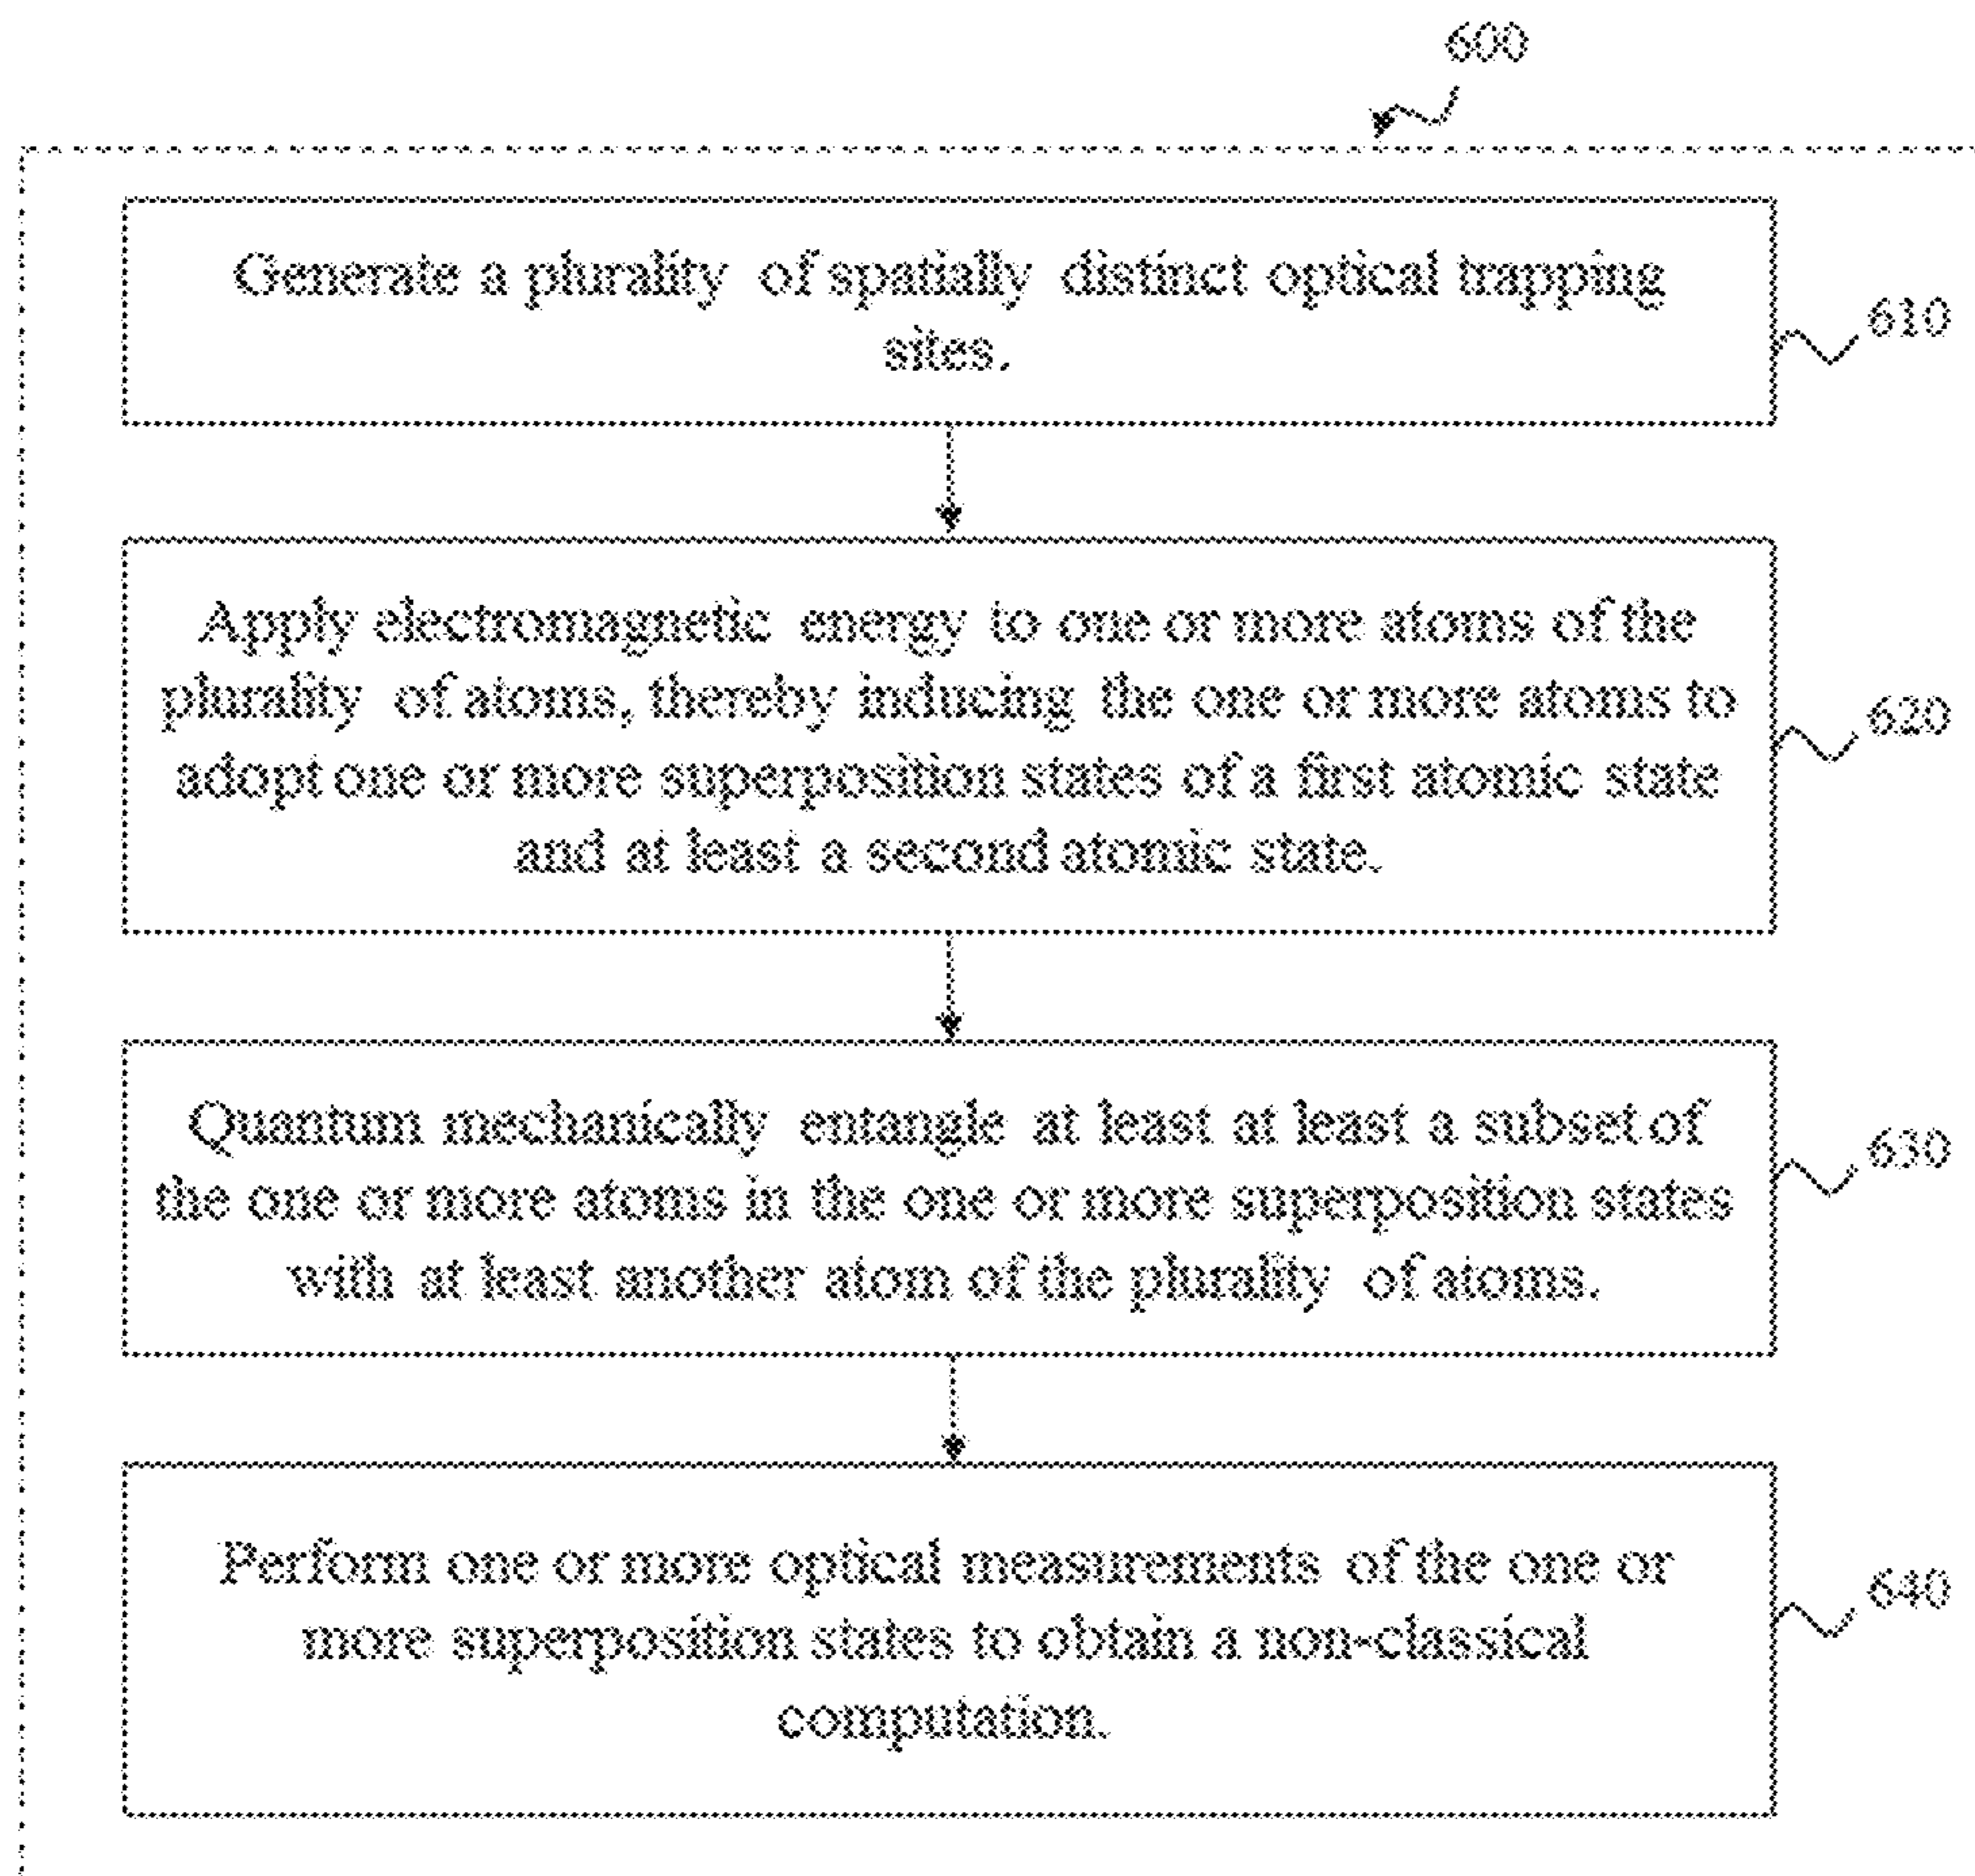 600
Generate a plurality of spatially distinct optical trapping
sites.
610
Apply electromagnetic energy to one or more atoms of the
plurality of atoms, thereby inducing the one or more atoms to
adopt one or more superposition states of a first atomic state
and at least a second atomic state.
620
Quantum mechanically entangle at least at least a subset of
the one or more atoms in the one or more superposition states
with at least another atom of the plurality of atoms.
630
Perform one or more optical measurements of the one or
more superposition states to obtain a non-classical
computation.
640